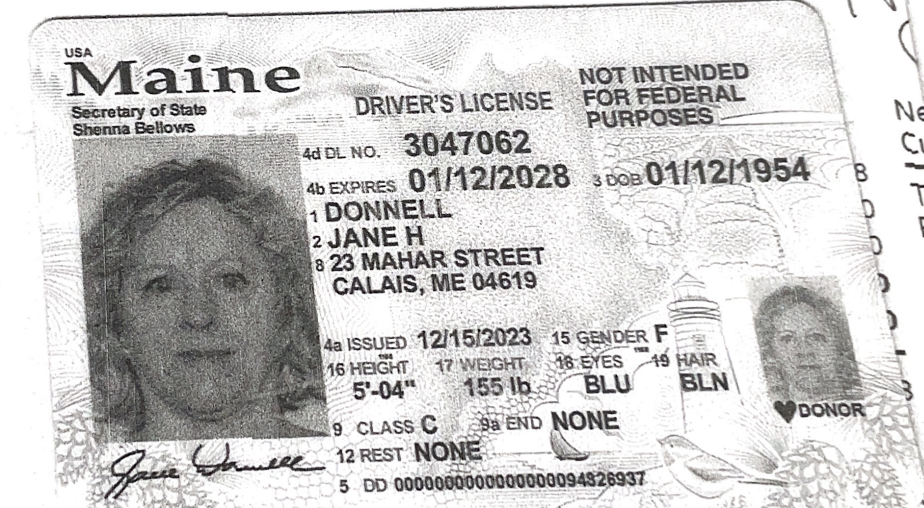 USA
Maine
Secretary of State
Shenna Bellows
DRIVER'S LICENSE
NOT INTENDED
FOR FEDERAL
PURPOSES
4d DL NO. 3047062
4b EXPIRES 01/12/2028 3 DOB 01/12/1954
1 DONNELL
2 JANE H
8 23 MAHAR STREET
CALAIS, ME 04619
4a ISSUED 12/15/2023 15 GENDER F
16 HEIGHT 17 WEIGHT 18 EYES 19 HAIR
5'-04" 155 lb BLU BLN
9 CLASS C 9a END NONE
♥DONOR
12 REST NONE
Jane Donnell
5 DD 0000000000000000094826937